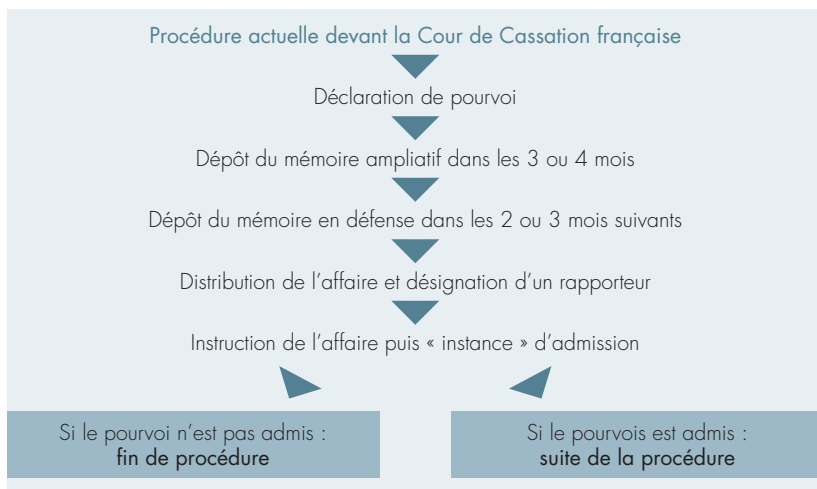 Procédure actuelle devant la Cour de Cassation française
Déclaration de pourvoi
Dépôt du mémoire ampliatif dans les 3 ou 4 mois
Dépôt du mémoire en défense dans les 2 ou 3 mois suivants
Distribution de l’affaire et désignation d’un rapporteur
Instruction de l’affaire puis « instance » d’admission
Si le pourvoi n’est pas admis :
fin de procédure
Si le pourvois est admis :
suite de la procédure